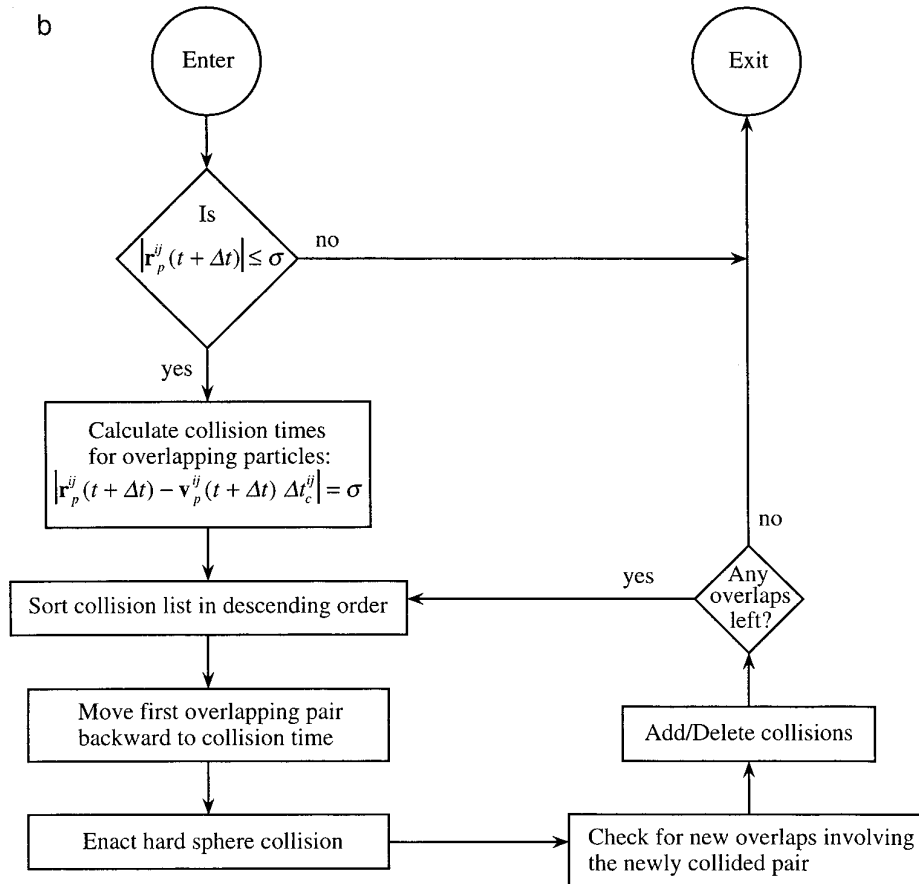 b
Enter
Exit
Is
|r_p^{ij}(t + Δt)| ≤ σ
no
yes
Calculate collision times
for overlapping particles:
|r_p^{ij}(t + Δt) − v_p^{ij}(t + Δt) Δt_c^{ij}| = σ
Sort collision list in descending order
Move first overlapping pair
backward to collision time
Enact hard sphere collision
Check for new overlaps involving
the newly collided pair
Add/Delete collisions
Any
overlaps
left?
yes
no